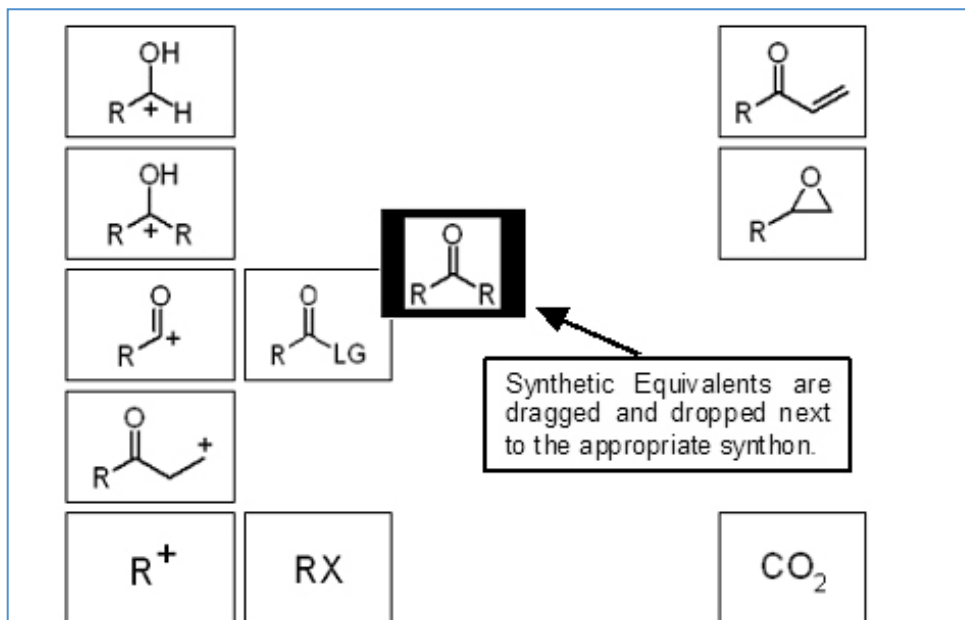 OH
R + H
O
R
OH
R + R
O
R
O
R R
O
R +
O
R LG
Synthetic Equivalents are
dragged and dropped next
to the appropriate synthon.
O
R +
R+
RX
CO2